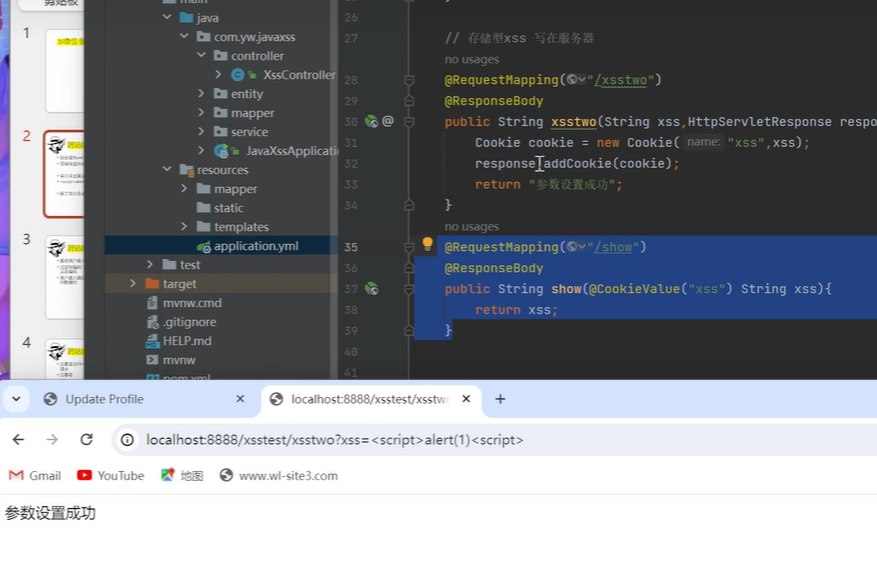 剪贴板
1
2
3
4
main
java
com.yw.javaxss
controller
XssController
entity
mapper
service
JavaXssApplicati
resources
mapper
static
templates
application.yml
test
target
mvnw.cmd
.gitignore
HELP.md
mvnw
pom.xml
26
27 // 存储型xss 写在服务器
no usages
28 @RequestMapping("/xsstwo")
29 @ResponseBody
30 @ public String xsstwo(String xss,HttpServletResponse respo
31 Cookie cookie = new Cookie( name: "xss",xss);
32 response.addCookie(cookie);
33 return "参数设置成功";
34 }
no usages
35 @RequestMapping("/show")
36 @ResponseBody
37 public String show(@CookieValue("xss") String xss){
38 return xss;
39 }
40
41
Update Profile
localhost:8888/xsstest/xsstwo
localhost:8888/xsstest/xsstwo?xss=<script>alert(1)<script>
Gmail YouTube 地图 www.wl-site3.com
参数设置成功